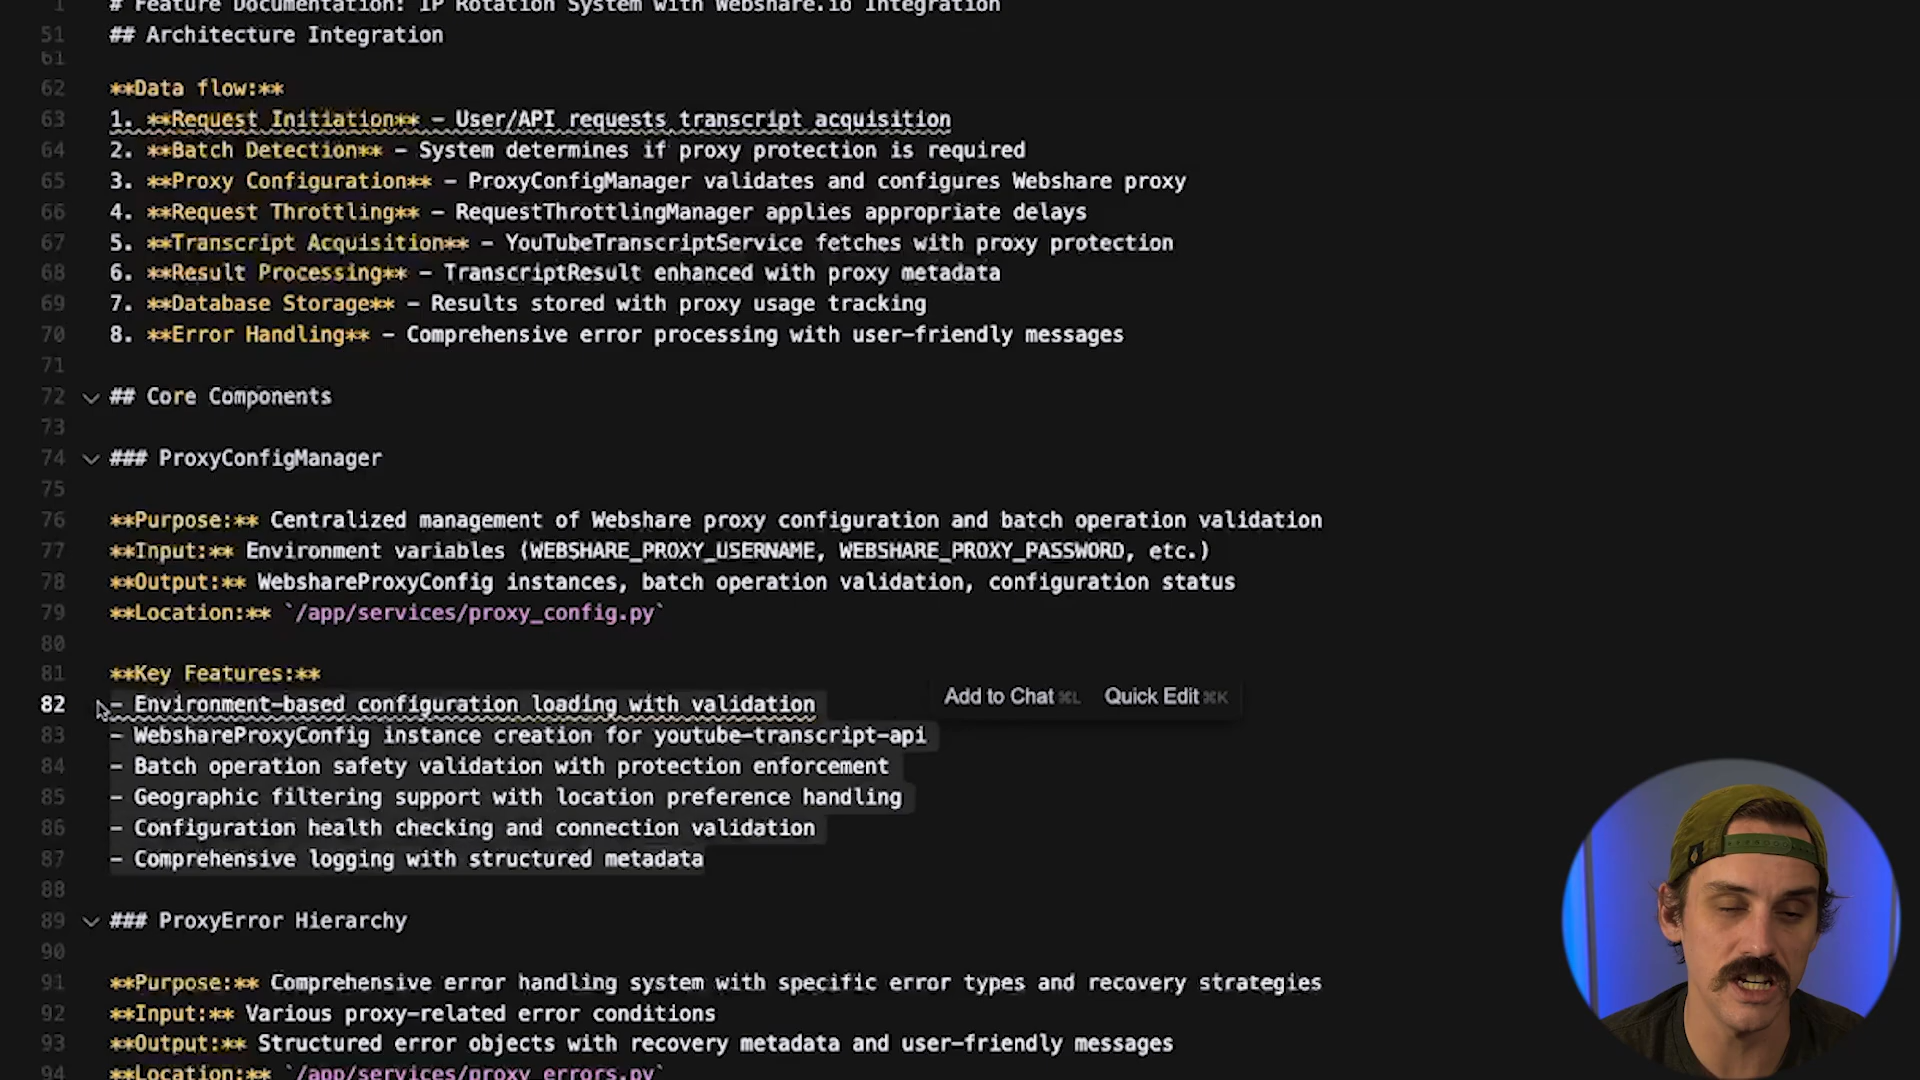 1 # Feature Documentation: IP Rotation System with Webshare.io Integration
51 ## Architecture Integration
61
62 **Data flow:**
63 1. **Request Initiation** – User/API requests transcript acquisition
64 2. **Batch Detection** – System determines if proxy protection is required
65 3. **Proxy Configuration** – ProxyConfigManager validates and configures Webshare proxy
66 4. **Request Throttling** – RequestThrottlingManager applies appropriate delays
67 5. **Transcript Acquisition** – YouTubeTranscriptService fetches with proxy protection
68 6. **Result Processing** – TranscriptResult enhanced with proxy metadata
69 7. **Database Storage** – Results stored with proxy usage tracking
70 8. **Error Handling** – Comprehensive error processing with user-friendly messages
71
72 ## Core Components
73
74 ### ProxyConfigManager
75
76 **Purpose:** Centralized management of Webshare proxy configuration and batch operation validation
77 **Input:** Environment variables (WEBSHARE_PROXY_USERNAME, WEBSHARE_PROXY_PASSWORD, etc.)
78 **Output:** WebshareProxyConfig instances, batch operation validation, configuration status
79 **Location:** `/app/services/proxy_config.py`
80
81 **Key Features:**
82 – Environment-based configuration loading with validation
Add to Chat ⌘L Quick Edit ⌘K
83 – WebshareProxyConfig instance creation for youtube-transcript-api
84 – Batch operation safety validation with protection enforcement
85 – Geographic filtering support with location preference handling
86 – Configuration health checking and connection validation
87 – Comprehensive logging with structured metadata
88
89 ### ProxyError Hierarchy
90
91 **Purpose:** Comprehensive error handling system with specific error types and recovery strategies
92 **Input:** Various proxy-related error conditions
93 **Output:** Structured error objects with recovery metadata and user-friendly messages
94 **Location:** `/app/services/proxy_errors.py`